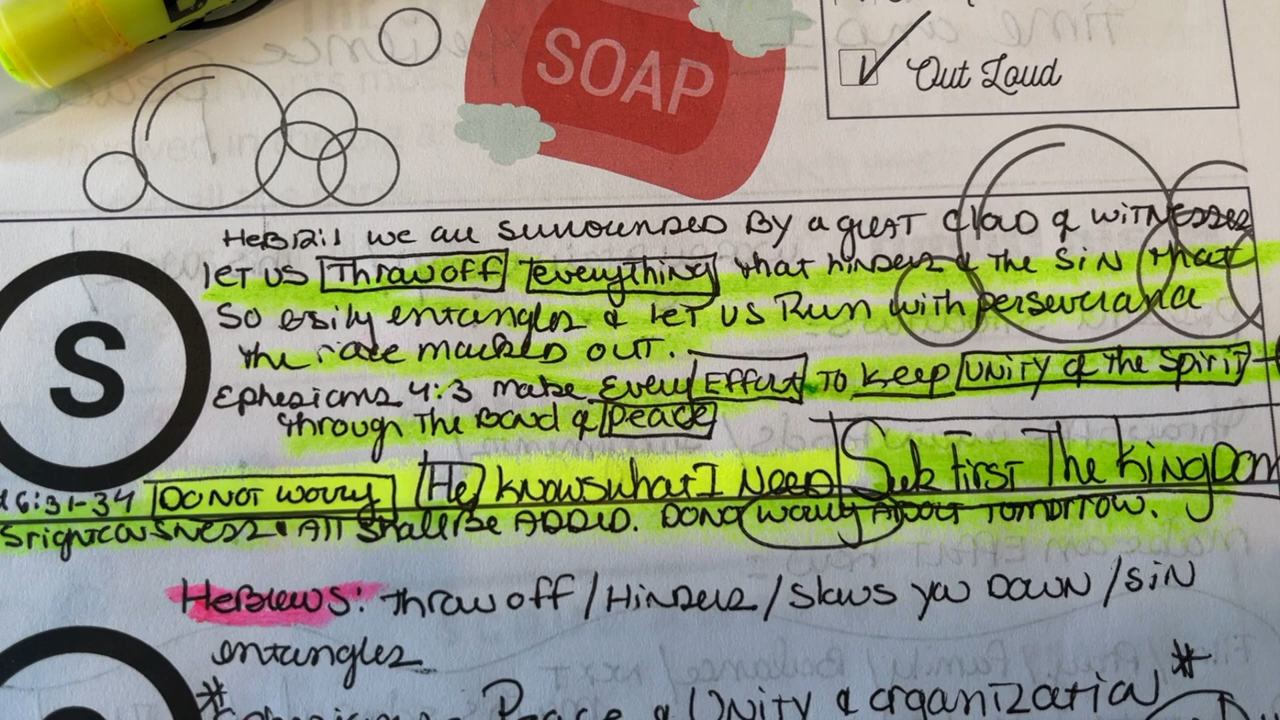 SOAP
Out Loud
S
HeB12:1 we are surrounded By a great cloud & witnesses
let us Throw off everything that hinders & the Sin that
So easily entangles & let us Run with perseverance
the race marked out.
Ephesians 4:3 make Every Effort to keep unity of the Spirit
through the Bond of peace
6:31-34 Do not worry He knows what I need Seek First The Kingdom
righteousness & All shall Be ADDED. DO NO worry About Tomorrow.
Hebrews: throw off / Hinders / Slows you Down / sin
entangles
* Peace & Unity & organization *